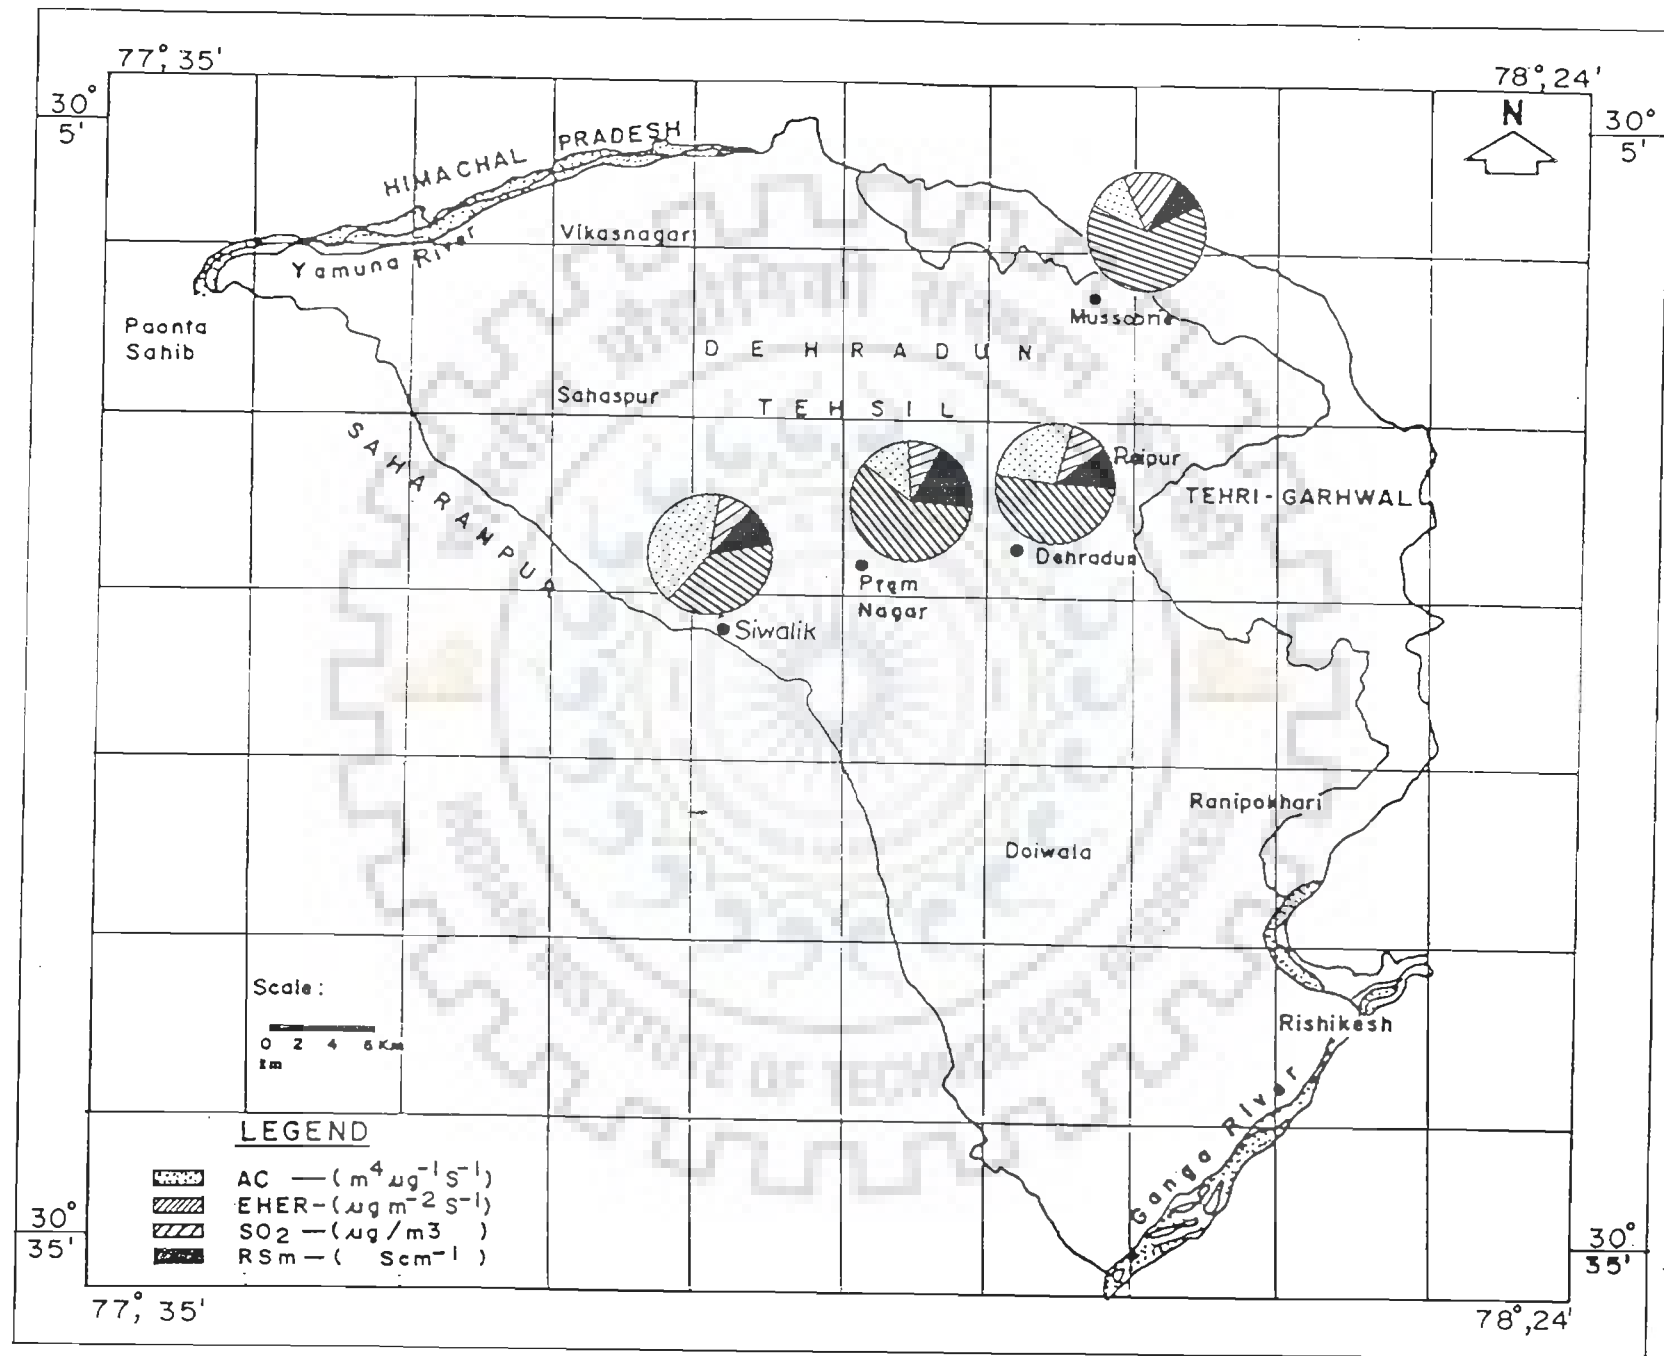 77°, 35'
78°, 24'
30°
5'
30°
5'
N
HIMACHAL PRADESH
Yamuna River
Vikasnagar
Paonta
Sahib
Mussoorie
DEHRADUN
Sahaspur
TEHSIL
SAHARANPUR
Raipur
TEHRI-GARHWAL
Dehradun
Prem
Nagar
Siwalik
Ranipokhari
Doiwala
Scale:
0 2 4 6 Km
Km
Rishikesh
Ganga River
LEGEND
AC — (m⁴ µg⁻¹ S⁻¹)
EHER-(µg m⁻² S⁻¹)
SO₂ — (µg/m3 )
RSm — ( Scm⁻¹ )
30°
35'
30°
35'
77°, 35'
78°, 24'
INSTITUTE OF TECHNOLOGY